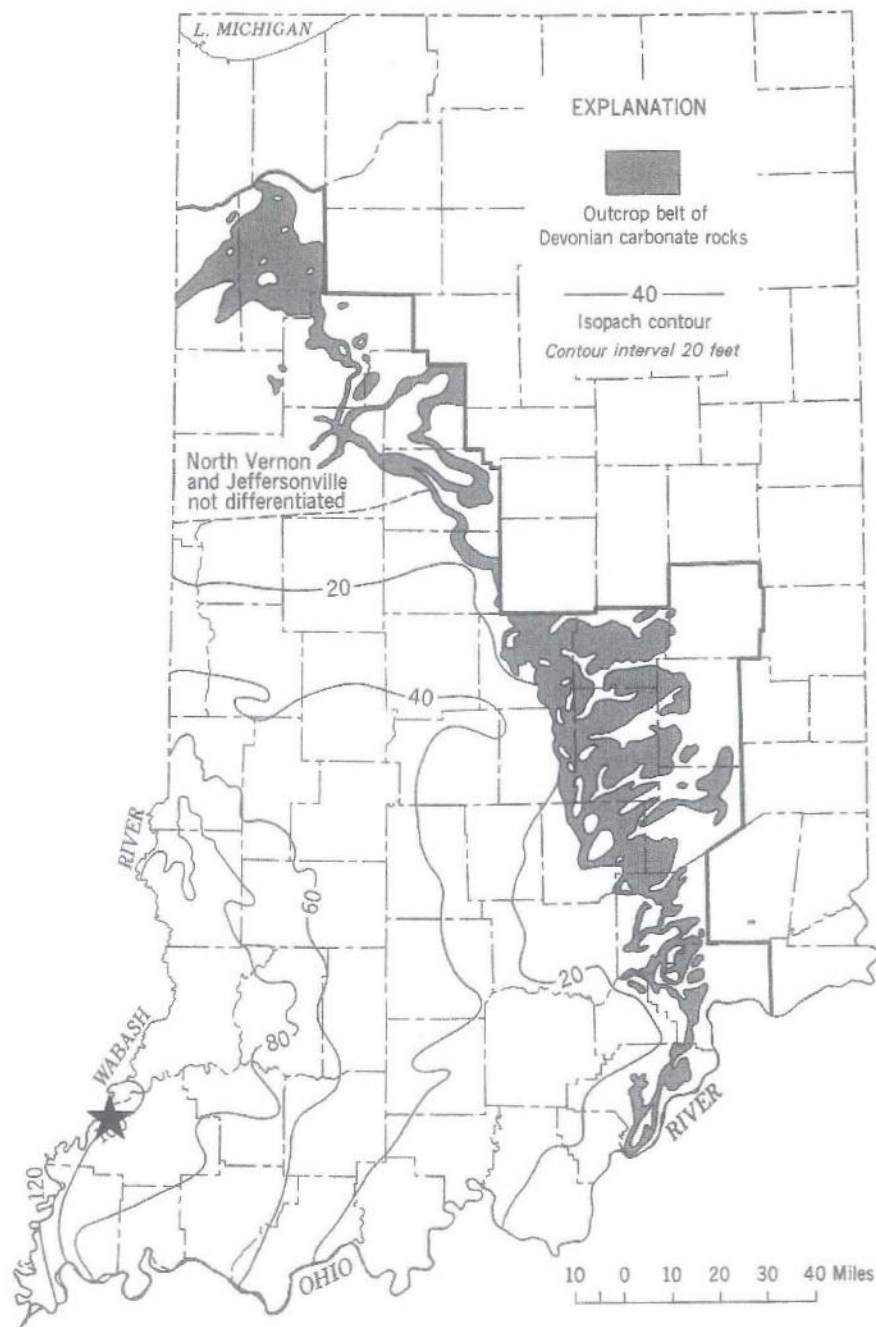 L. MICHIGAN
EXPLANATION
Outcrop belt of
Devonian carbonate rocks
40
Isopach contour
Contour interval 20 feet
North Vernon
and Jeffersonville
not differentiated
20
40
RIVER
60
20
80
WABASH
RIVER
120
OHIO
10 0 10 20 30 40 Miles